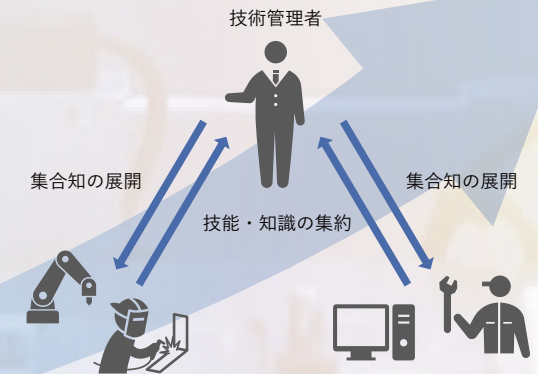 技術管理者
集合知の展開
集合知の展開
技能・知識の集約